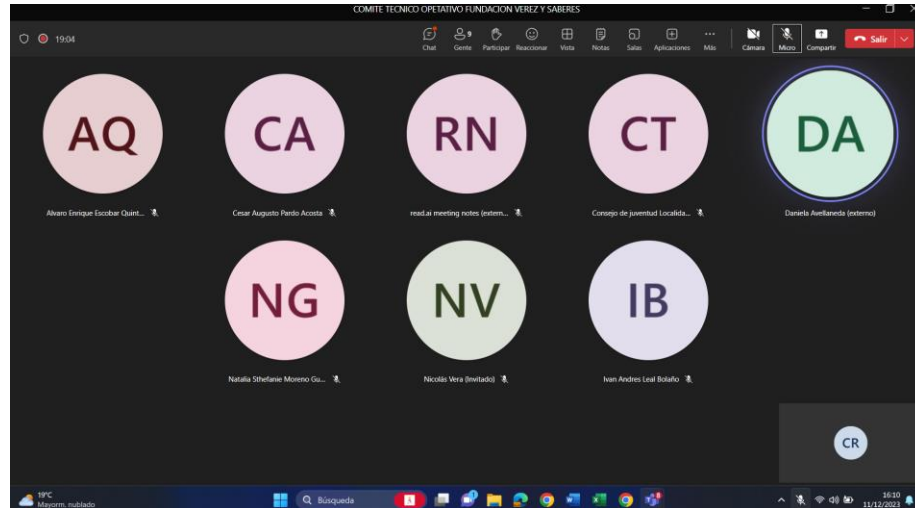 COMITE TECNICO OPETATIVO FUNDACION VEREZ Y SABERES
19:04
Chat
9
Gente
Participar
Reaccionar
Vista
Notas
Salas
Aplicaciones
Más
Cámara
Micro
Compartir
Salir
AQ
CA
RN
CT
DA
Alvaro Enrique Escobar Quint...
Cesar Augusto Pardo Acosta
read.ai meeting notes (extern...
Consejo de juventud Localida...
Daniela Avellaneda (externo)
NG
NV
IB
Natalia Sthefanie Moreno Gu...
Nicolás Vera (Invitado)
Ivan Andres Leal Bolaño
CR
19°C
Mayorm. nublado
Búsqueda
16:10
11/12/2023